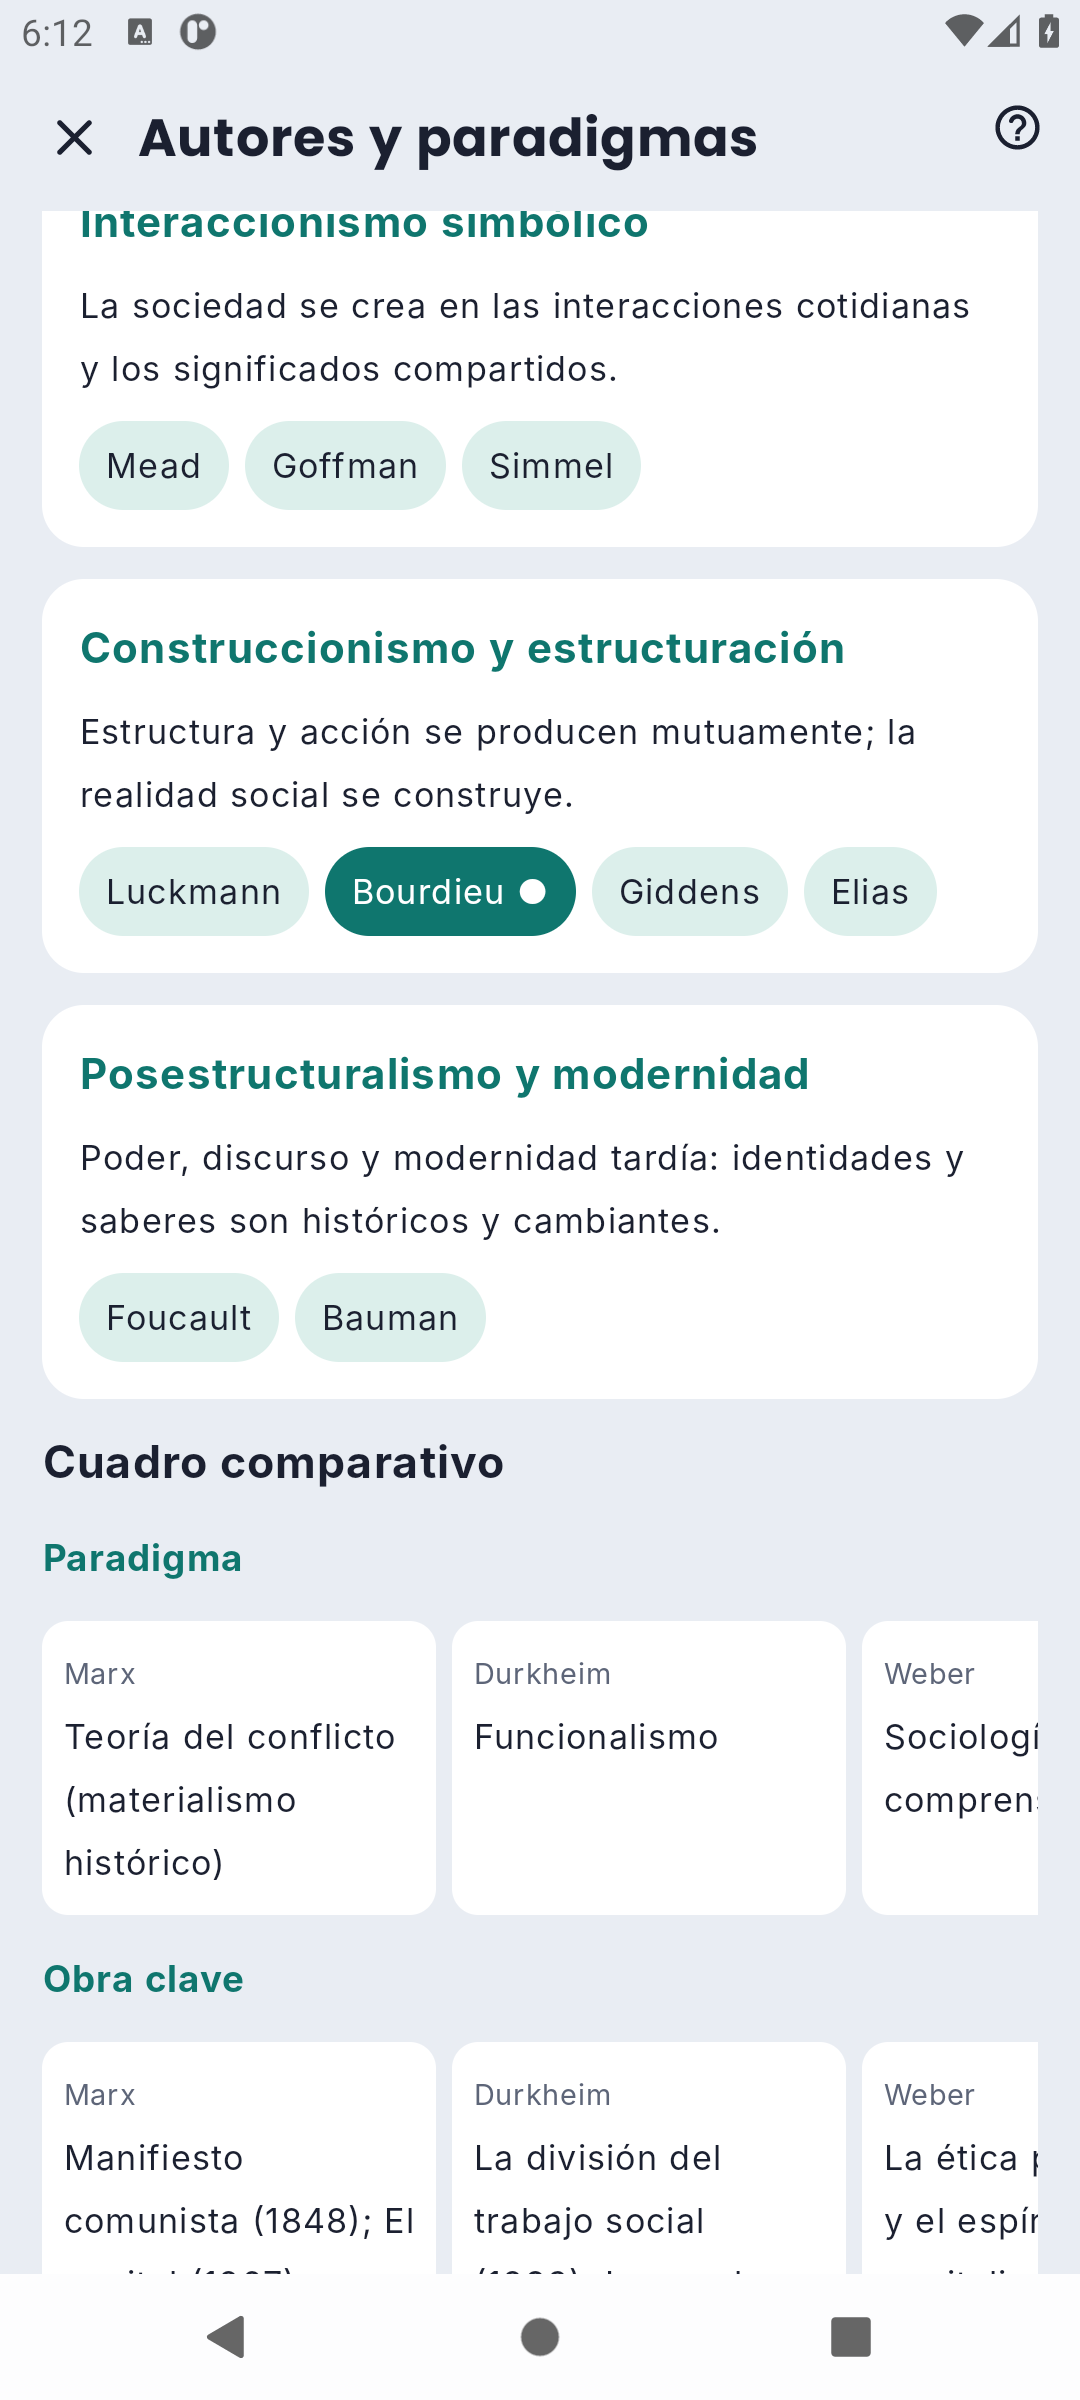 6:12
Autores y paradigmas
Interaccionismo simbólico
La sociedad se crea en las interacciones cotidianas
y los significados compartidos.
Mead Goffman Simmel
Construccionismo y estructuración
Estructura y acción se producen mutuamente; la
realidad social se construye.
Luckmann Bourdieu Giddens Elias
Posestructuralismo y modernidad
Poder, discurso y modernidad tardía: identidades y
saberes son históricos y cambiantes.
Foucault Bauman
Cuadro comparativo
Paradigma
Marx
Teoría del conflicto
(materialismo
histórico)
Durkheim
Funcionalismo
Weber
Obra clave
Marx
Manifiesto
comunista (1848); El
Durkheim
La división del
trabajo social
Weber
La ética
y el